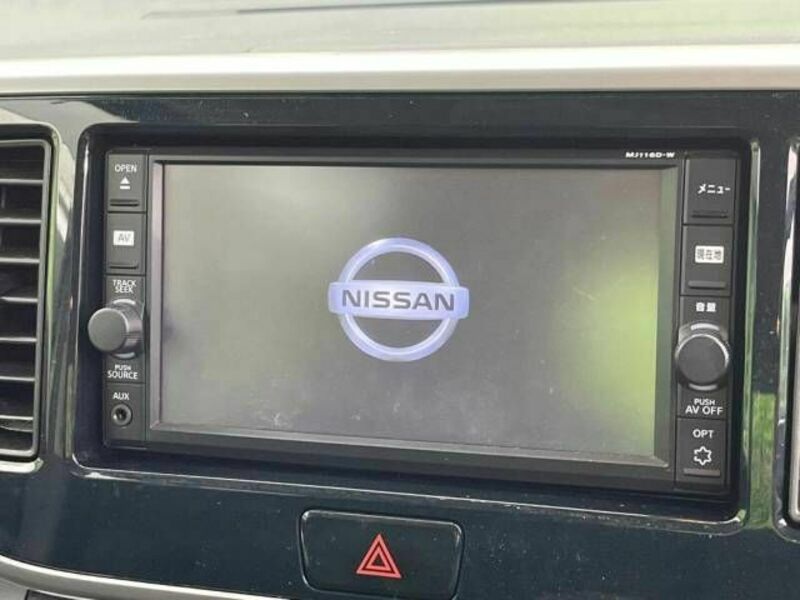 MJ116D-W
OPEN
AV
TRACK
SEEK
PUSH
SOURCE
AUX
NISSAN
メニュー
現在地
音量
PUSH
AV OFF
OPT